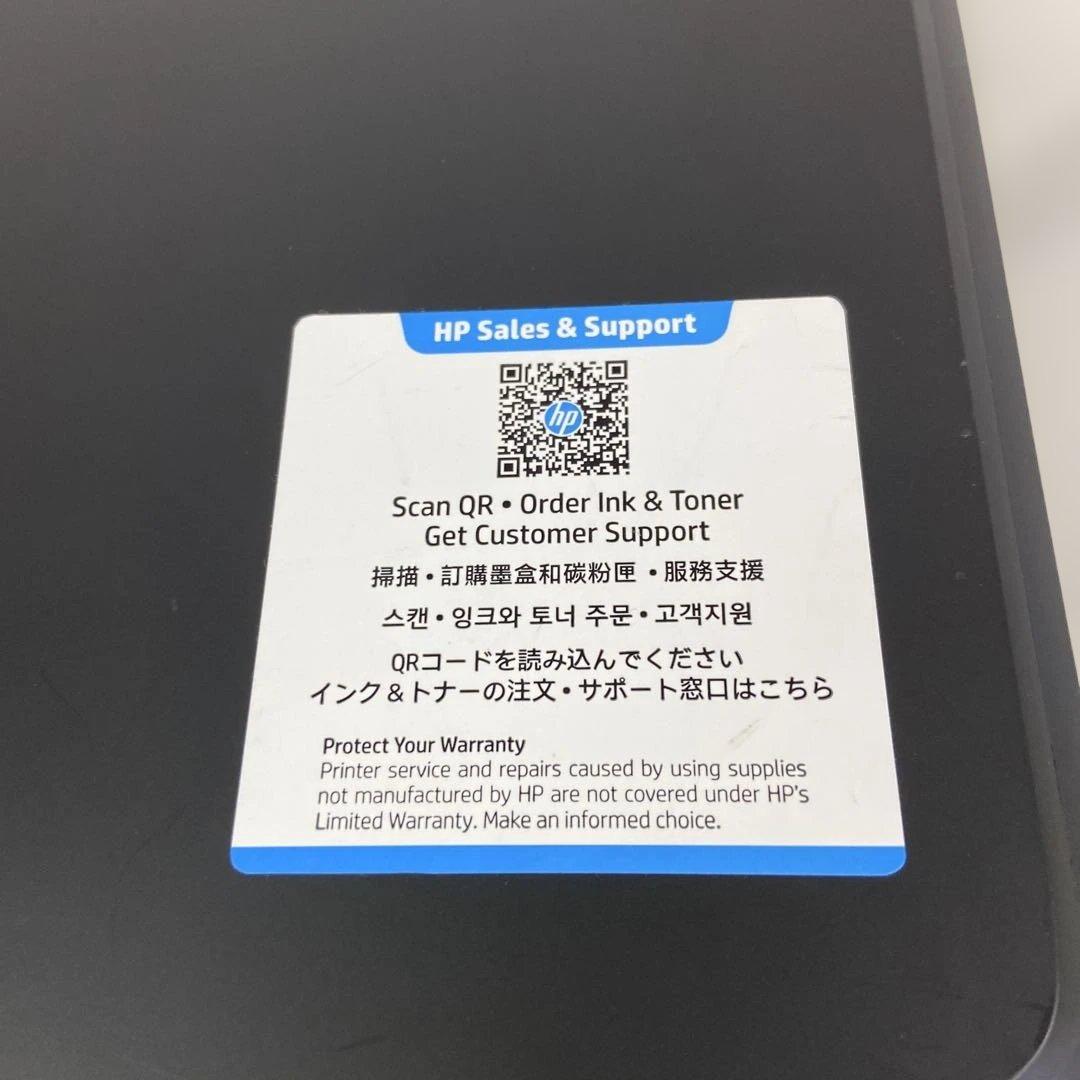 HP Sales & Support
hp
Scan QR • Order Ink & Toner
Get Customer Support
掃描 • 訂購墨盒和碳粉匣 • 服務支援
스캔 • 잉크와 토너 주문 • 고객지원
QRコードを読み込んでください
インク＆トナーの注文 • サポート窓口はこちら
Protect Your Warranty
Printer service and repairs caused by using supplies
not manufactured by HP are not covered under HP's
Limited Warranty. Make an informed choice.